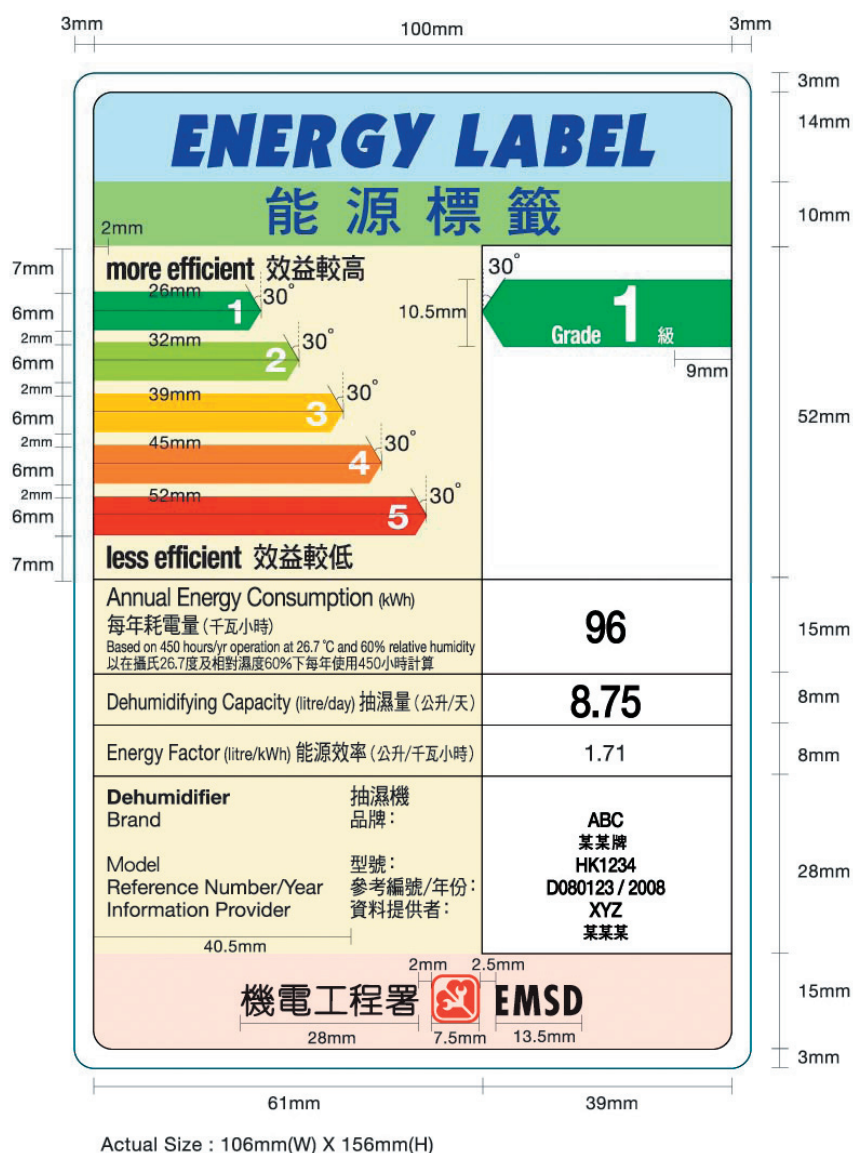 3mm 100mm 3mm
3mm
ENERGY LABEL
14mm
能源標籤
10mm
2mm
7mm
more efficient 效益較高
30°
26mm
30°
6mm
1
10.5mm
Grade 1 級
2mm
32mm
30°
6mm
2
9mm
2mm
39mm
30°
6mm
3
52mm
2mm
45mm
30°
6mm
4
2mm
52mm
30°
6mm
5
7mm
less efficient 效益較低
Annual Energy Consumption (kWh)
每年耗電量 (千瓦小時)
Based on 450 hours/yr operation at 26.7 °C and 60% relative humidity
以在攝氏26.7度及相對濕度60%下每年使用450小時計算
96
15mm
Dehumidifying Capacity (litre/day) 抽濕量 (公升/天)
8.75
8mm
Energy Factor (litre/kWh) 能源效率 (公升/千瓦小時)
1.71
8mm
Dehumidifier 抽濕機
Brand 品牌：
ABC
某某牌
Model 型號：
HK1234
Reference Number/Year 參考編號/年份：
D080123 / 2008
Information Provider 資料提供者：
XYZ
某某某
28mm
40.5mm
2mm 2.5mm
機電工程署 EMSD
15mm
28mm 7.5mm 13.5mm
3mm
61mm 39mm
Actual Size : 106mm(W) X 156mm(H)